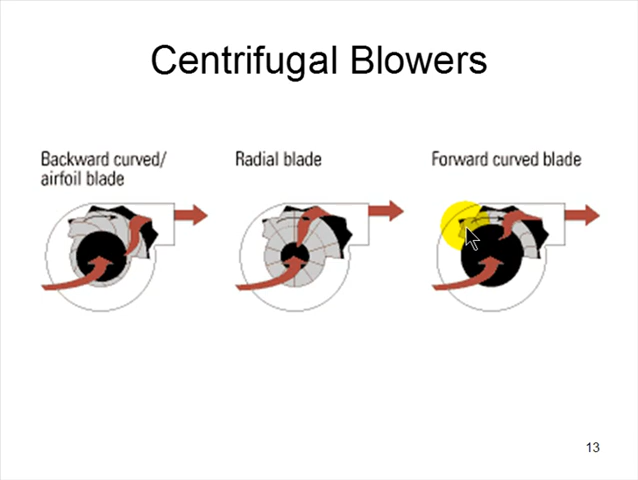 Centrifugal Blowers
Backward curved/
airfoil blade
Radial blade
Forward curved blade
13